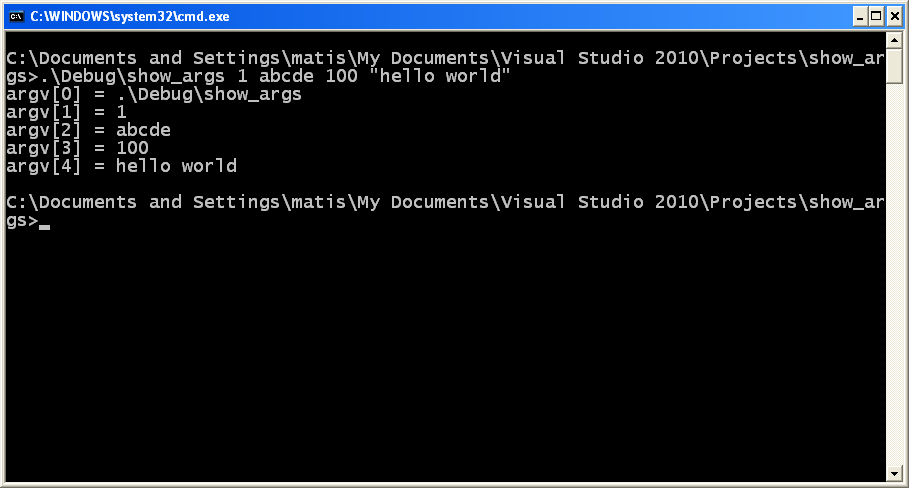 C:\WINDOWS\system32\cmd.exe
C:\Documents and Settings\matis\My Documents\Visual Studio 2010\Projects\show_ar
gs>.\Debug\show_args 1 abcde 100 "hello world"
argv[0] = .\Debug\show_args
argv[1] = 1
argv[2] = abcde
argv[3] = 100
argv[4] = hello world
C:\Documents and Settings\matis\My Documents\Visual Studio 2010\Projects\show_ar
gs>